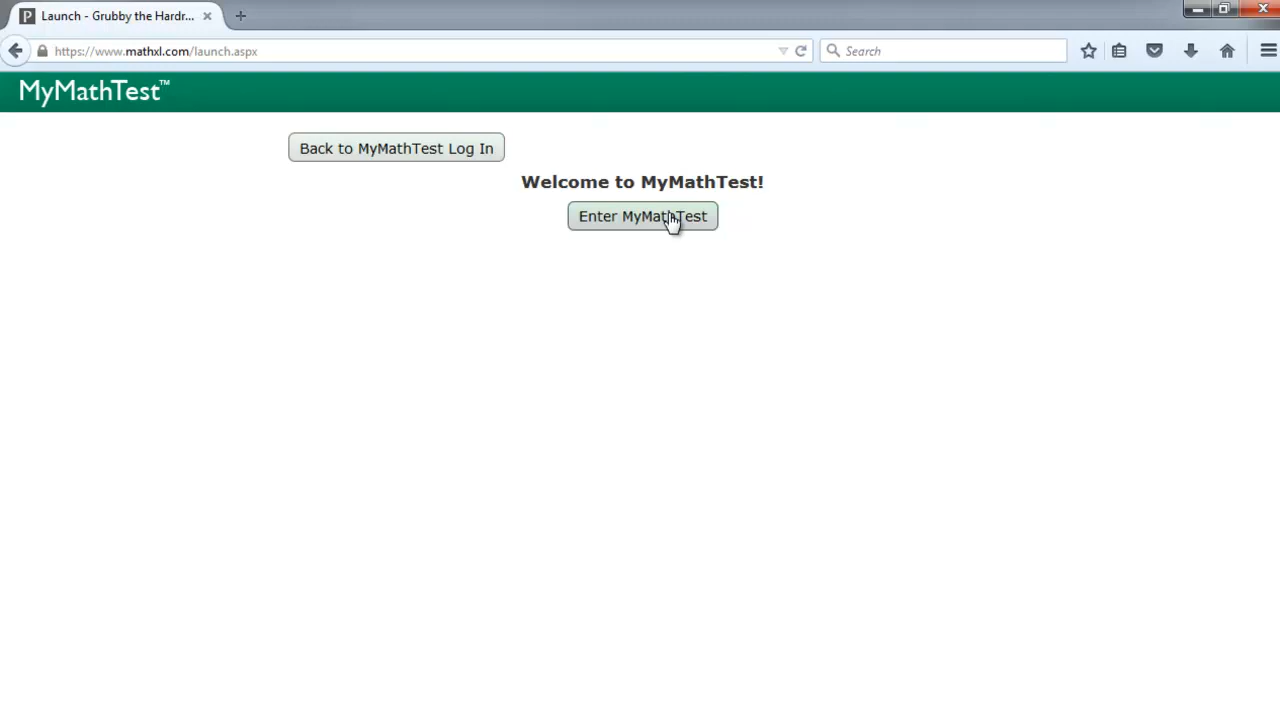 Launch - Grubby the Hardr...
https://www.mathxl.com/launch.aspx
Search
MyMathTest™
Back to MyMathTest Log In
Welcome to MyMathTest!
Enter MyMathTest